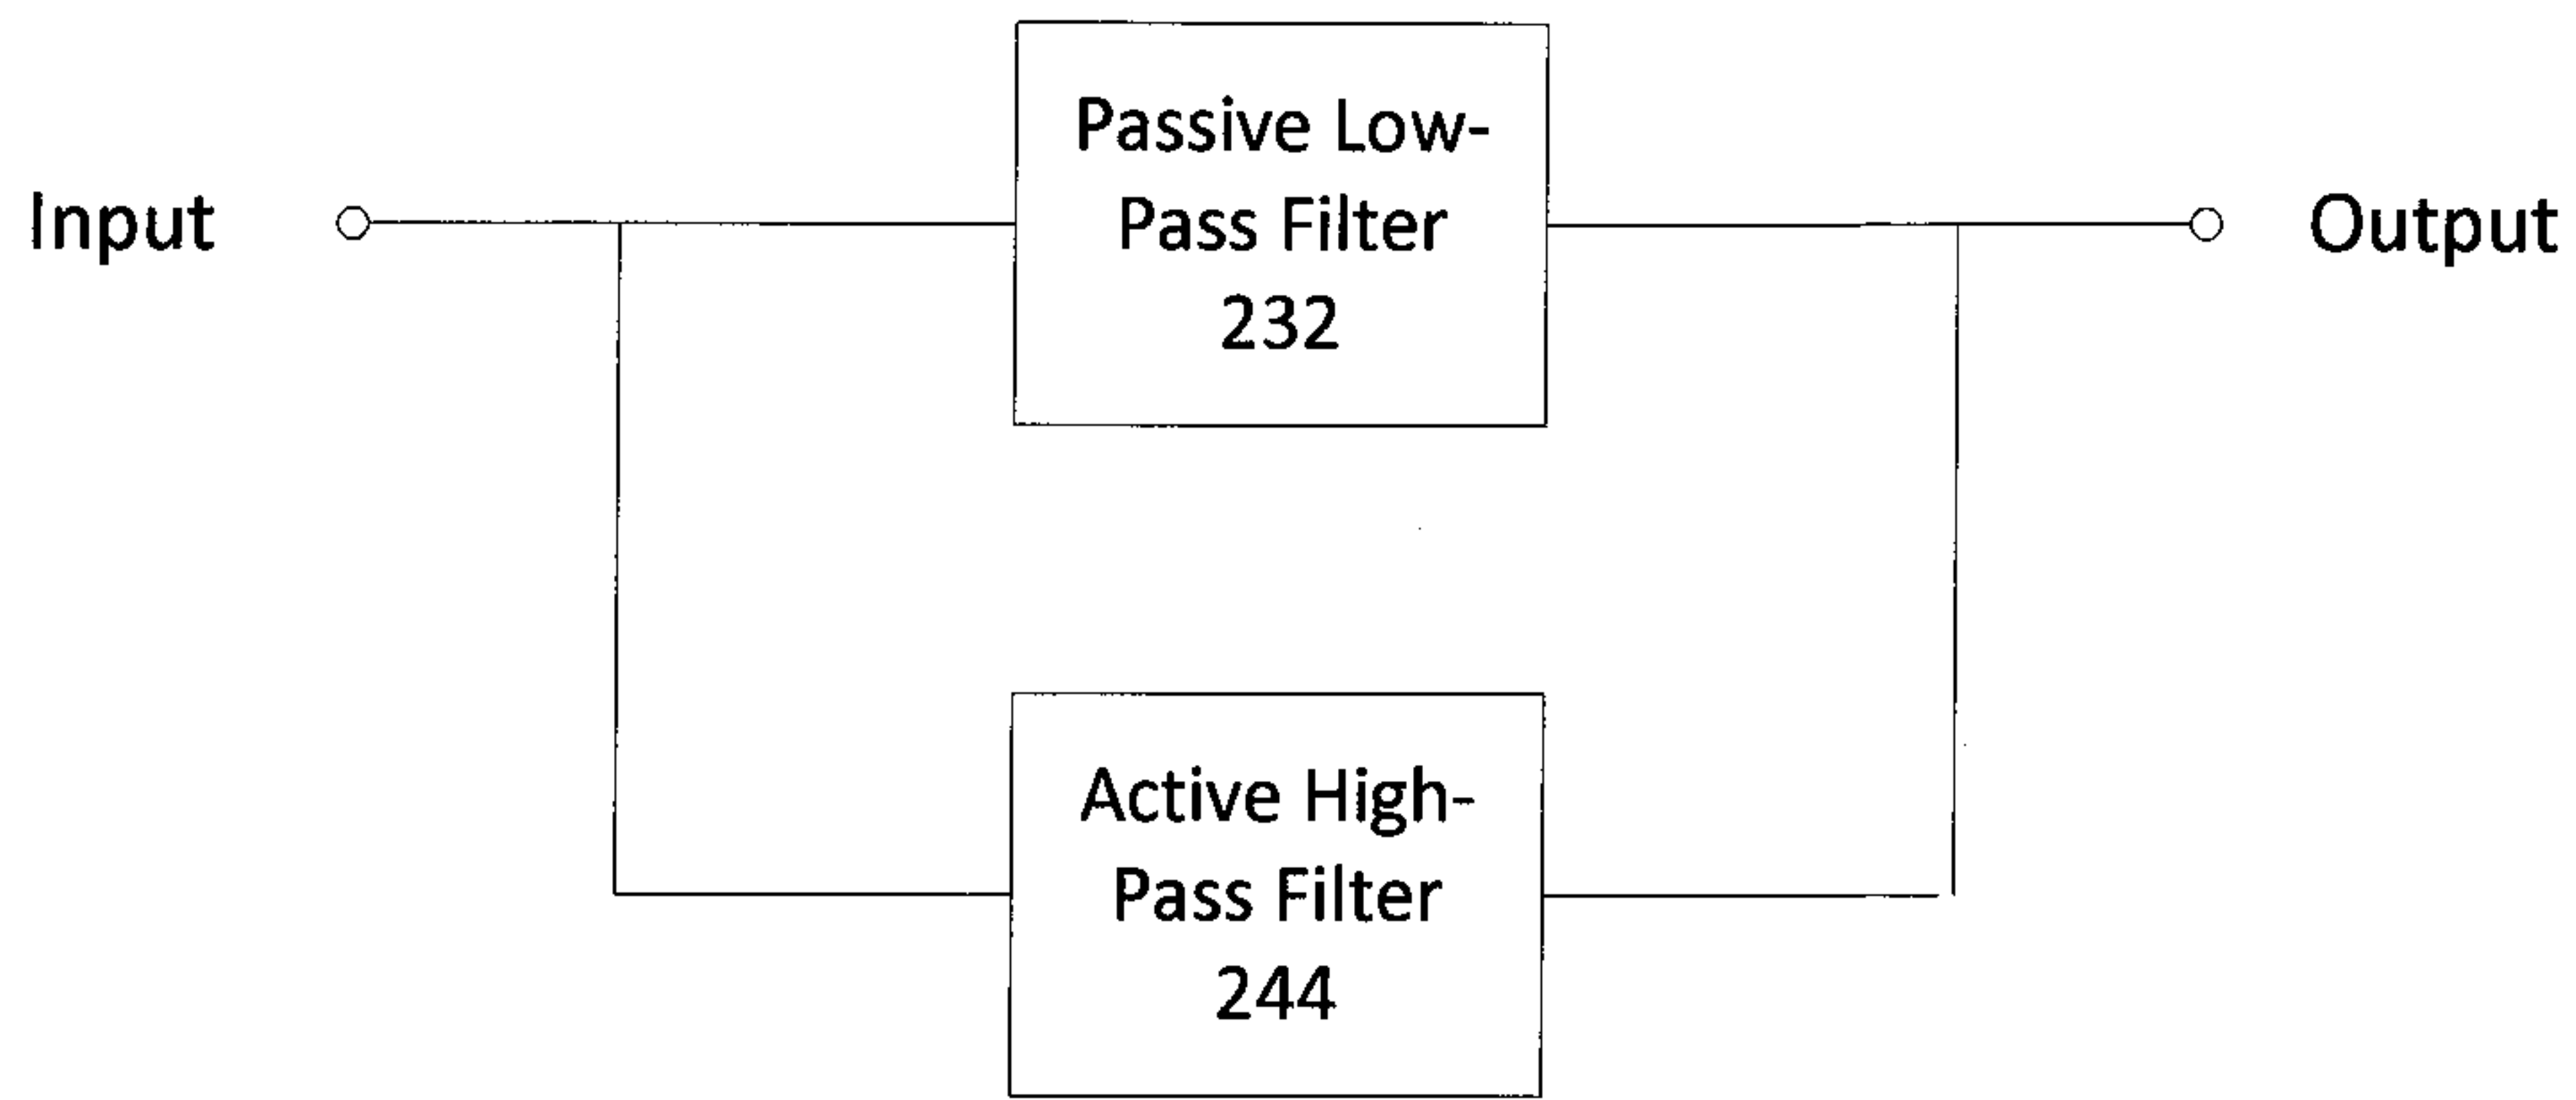 Input
Passive Low-
Pass Filter
232
Output
Active High-
Pass Filter
244